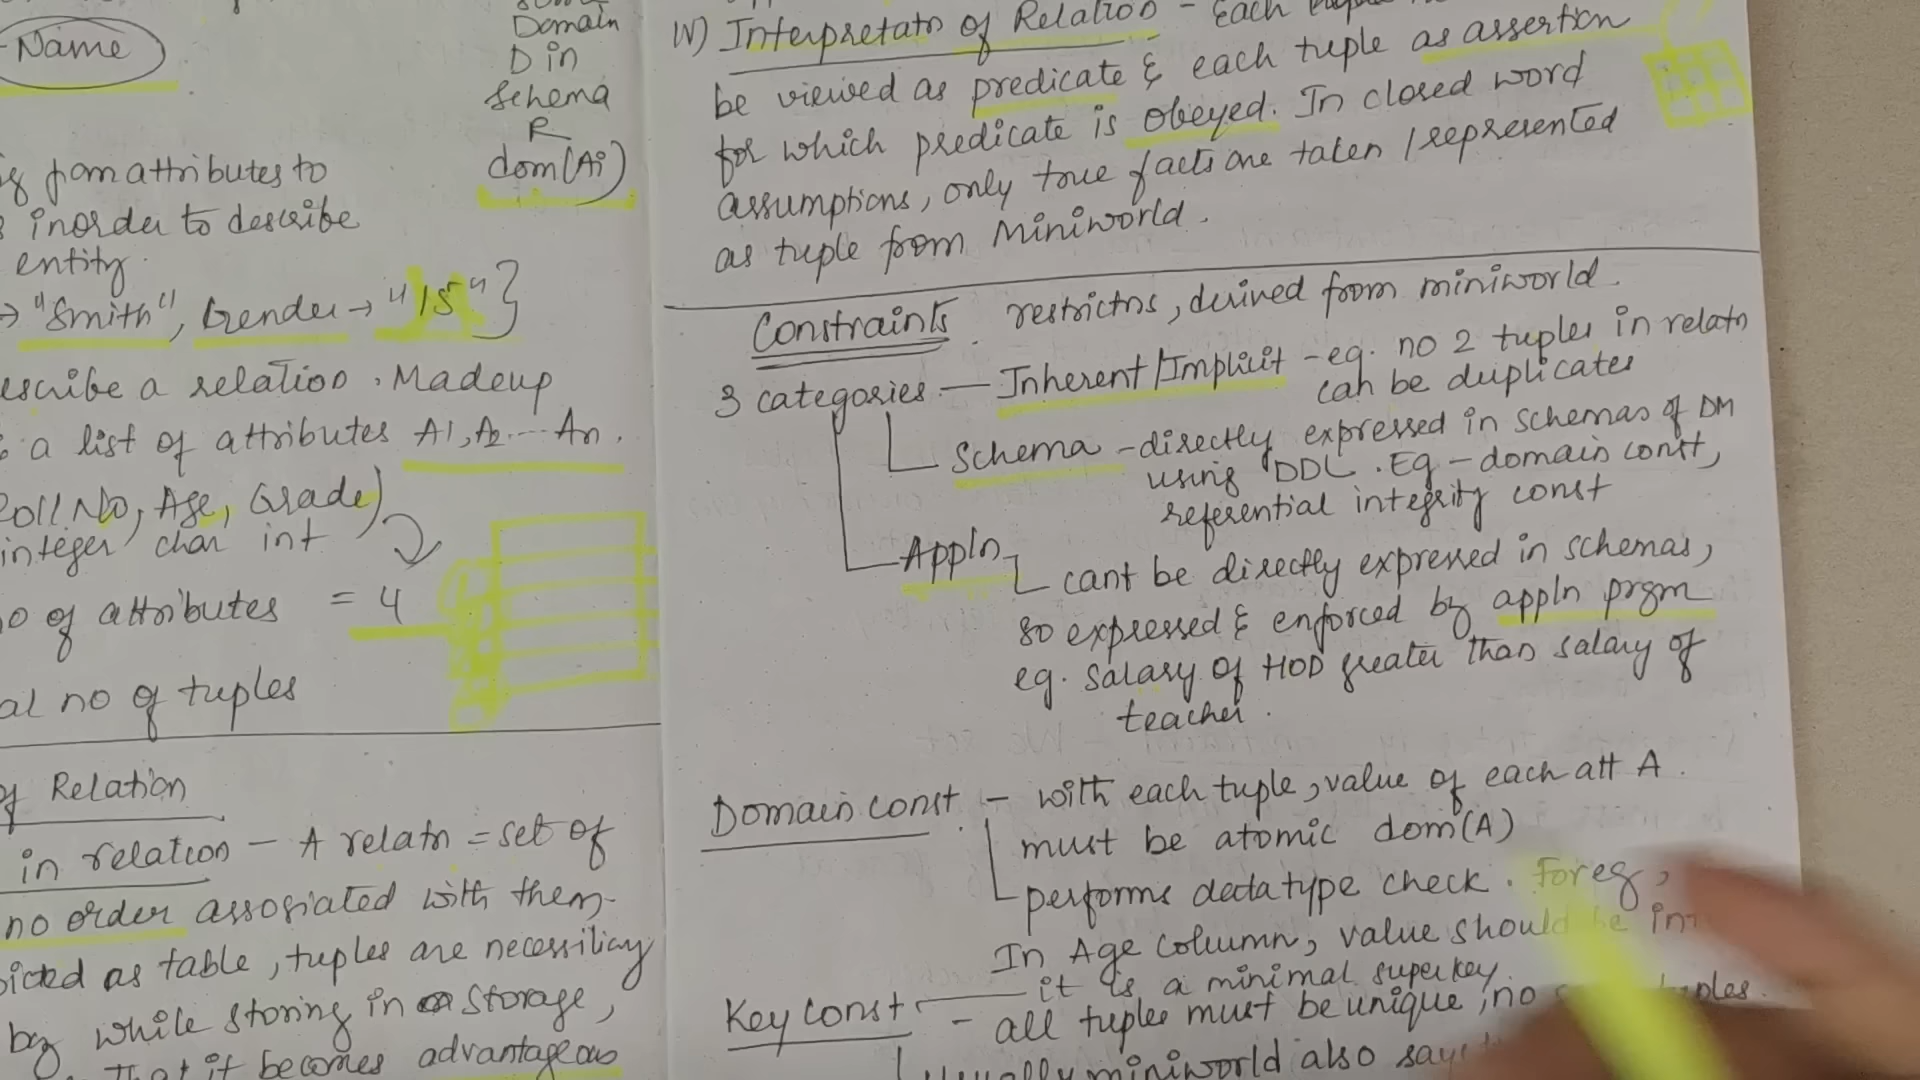 Name
Domain
D in
Schema
R
dom(Ai)
from attributes to
inorder to describe
entity.
→ "Smith", Gender → "15"}
escribe a relation. Madeup
a list of attributes A1, A2... An.
Roll No, Age, Grade)
integer char int
no of attributes = 4
al no of tuples
of Relation
in relation - A relatn = set of
no order associated with them.
as table, tuples are necessiliay
by while storing in storage,
that it becomes advantageous
IV) Interpretatn of Relation - Each
be viewed as predicate & each tuple as assertion
for which predicate is obeyed. In closed word
assumptions, only true facts are taken / represented
as tuple from Miniworld.
Constraints. restrictns, derived from miniworld.
3 categories — Inherent/Implicit - eg. no 2 tuples in relatn
can be duplicates
Schema - directly expressed in schemas of DM
using DDL. Eg - domain const,
referential integrity const
Appln
cant be directly expressed in schemas,
so expressed & enforced by appln prgm
eg. Salary of HOD greater than salary of
teacher.
Domain const. - with each tuple, value of each att A.
must be atomic dom(A)
performs datatype check. For eg,
In Age column, value should be int
it is a minimal superkey.
Key const - all tuples must be unique, no
Usually miniworld also says